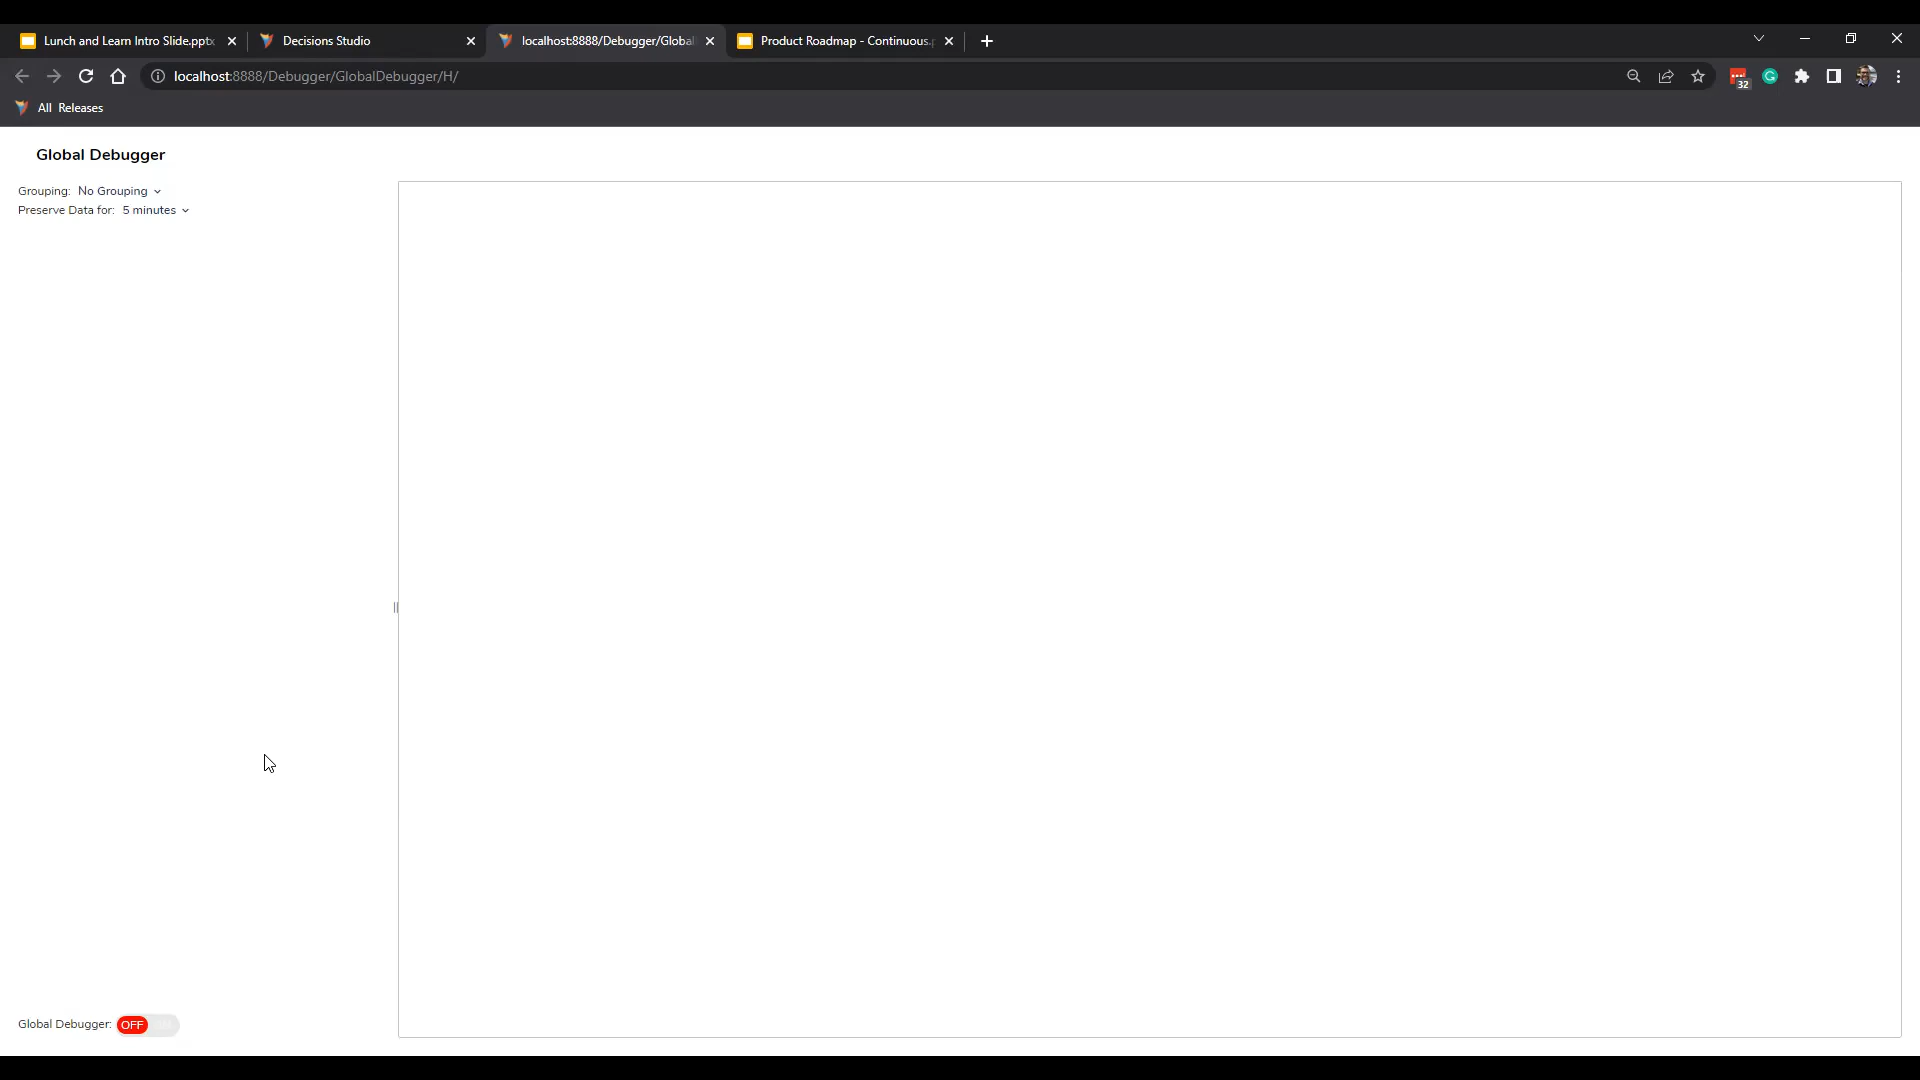 Lunch and Learn Intro Slide.pptx
Decisions Studio
localhost:8888/Debugger/Global
Product Roadmap - Continuous.p
localhost:8888/Debugger/GlobalDebugger/H/
32
All Releases
Global Debugger
Grouping: No Grouping
Preserve Data for: 5 minutes
Global Debugger: OFF